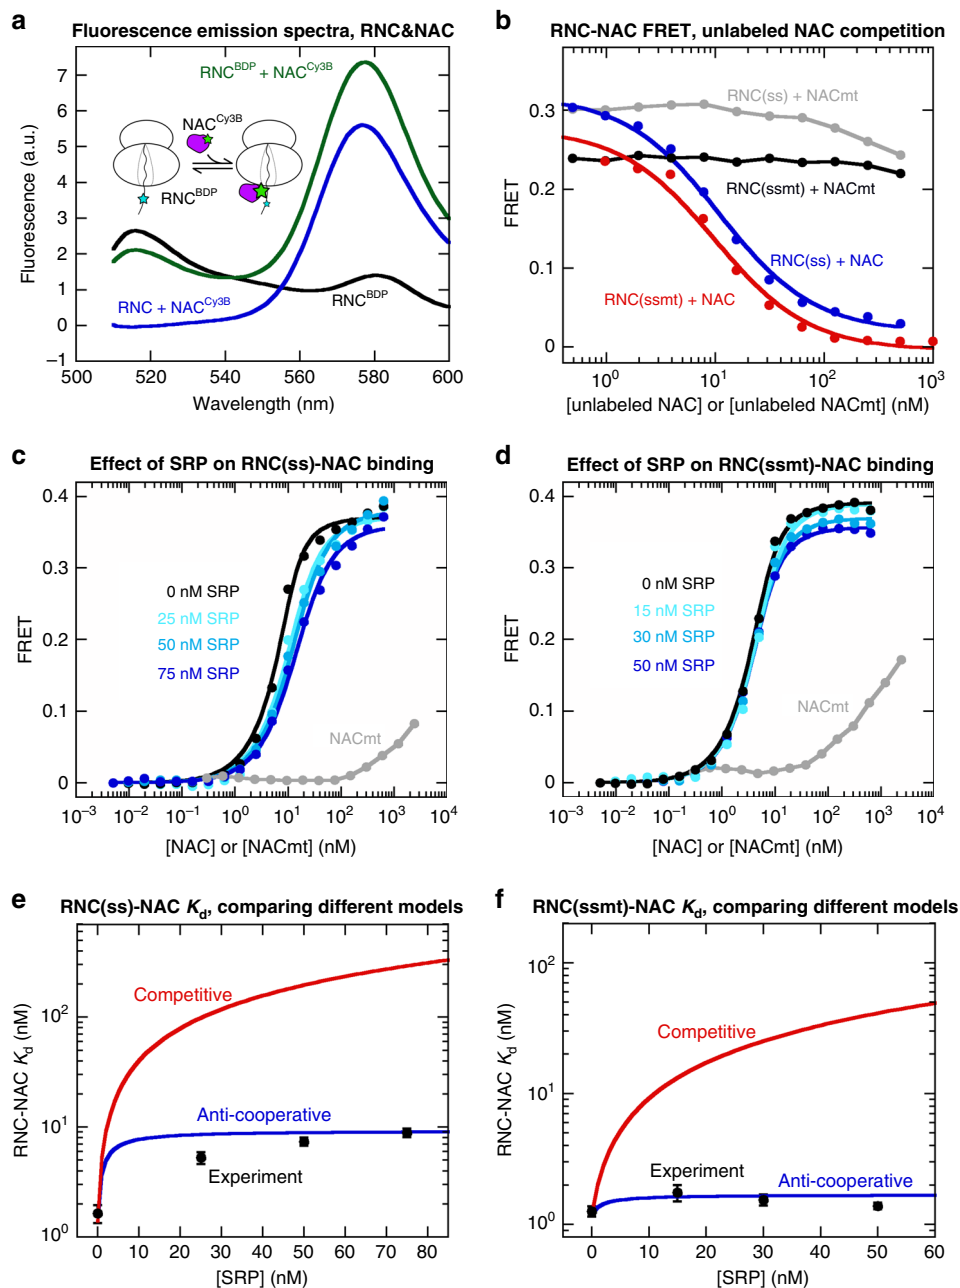 a
Fluorescence emission spectra, RNC&NAC
Fluorescence (a.u.)
7
6
5
4
3
2
1
0
−1
RNC^BDP + NAC^Cy3B
NAC^Cy3B
RNC^BDP
RNC + NAC^Cy3B
RNC^BDP
500 520 540 560 580 600
Wavelength (nm)
b
RNC-NAC FRET, unlabeled NAC competition
FRET
0.3
0.2
0.1
0
RNC(ss) + NACmt
RNC(ssmt) + NACmt
RNC(ss) + NAC
RNC(ssmt) + NAC
10^0 10^1 10^2 10^3
[unlabeled NAC] or [unlabeled NACmt] (nM)
c
Effect of SRP on RNC(ss)-NAC binding
FRET
0.4
0.3
0.2
0.1
0
0 nM SRP
25 nM SRP
50 nM SRP
75 nM SRP
NACmt
10^−3 10^−2 10^−1 10^0 10^1 10^2 10^3 10^4
[NAC] or [NACmt] (nM)
d
Effect of SRP on RNC(ssmt)-NAC binding
FRET
0.4
0.3
0.2
0.1
0
0 nM SRP
15 nM SRP
30 nM SRP
50 nM SRP
NACmt
10^−3 10^−2 10^−1 10^0 10^1 10^2 10^3 10^4
[NAC] or [NACmt] (nM)
e
RNC(ss)-NAC K_d, comparing different models
RNC-NAC K_d (nM)
10^2
10^1
10^0
Competitive
Anti-cooperative
Experiment
0 10 20 30 40 50 60 70 80
[SRP] (nM)
f
RNC(ssmt)-NAC K_d, comparing different models
RNC-NAC K_d (nM)
10^2
10^1
10^0
Competitive
Experiment
Anti-cooperative
0 10 20 30 40 50 60
[SRP] (nM)